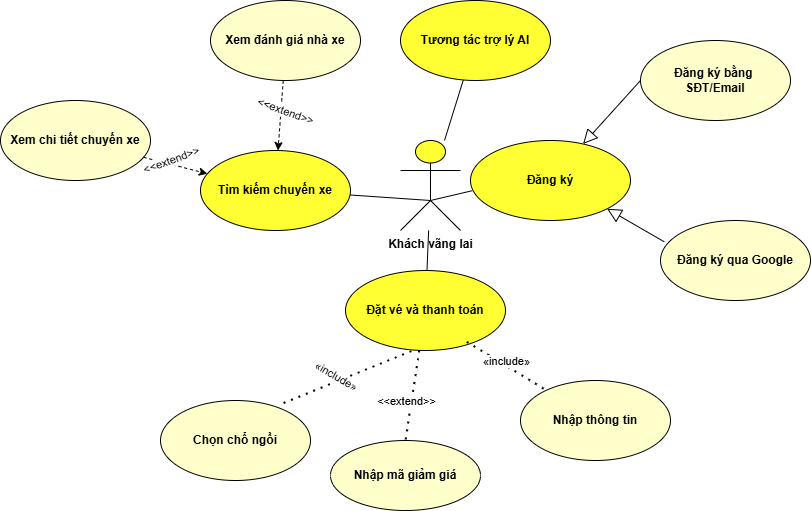 Xem đánh giá nhà xe
Tương tác trợ lý AI
Đăng ký bằng
SĐT/Email
<<extend>>
Xem chi tiết chuyến xe
<<extend>>
Tìm kiếm chuyến xe
Đăng ký
Khách vãng lai
Đăng ký qua Google
Đặt vé và thanh toán
«include»
«include»
<<extend>>
Chọn chổ ngồi
Nhập thông tin
Nhập mã giảm giá